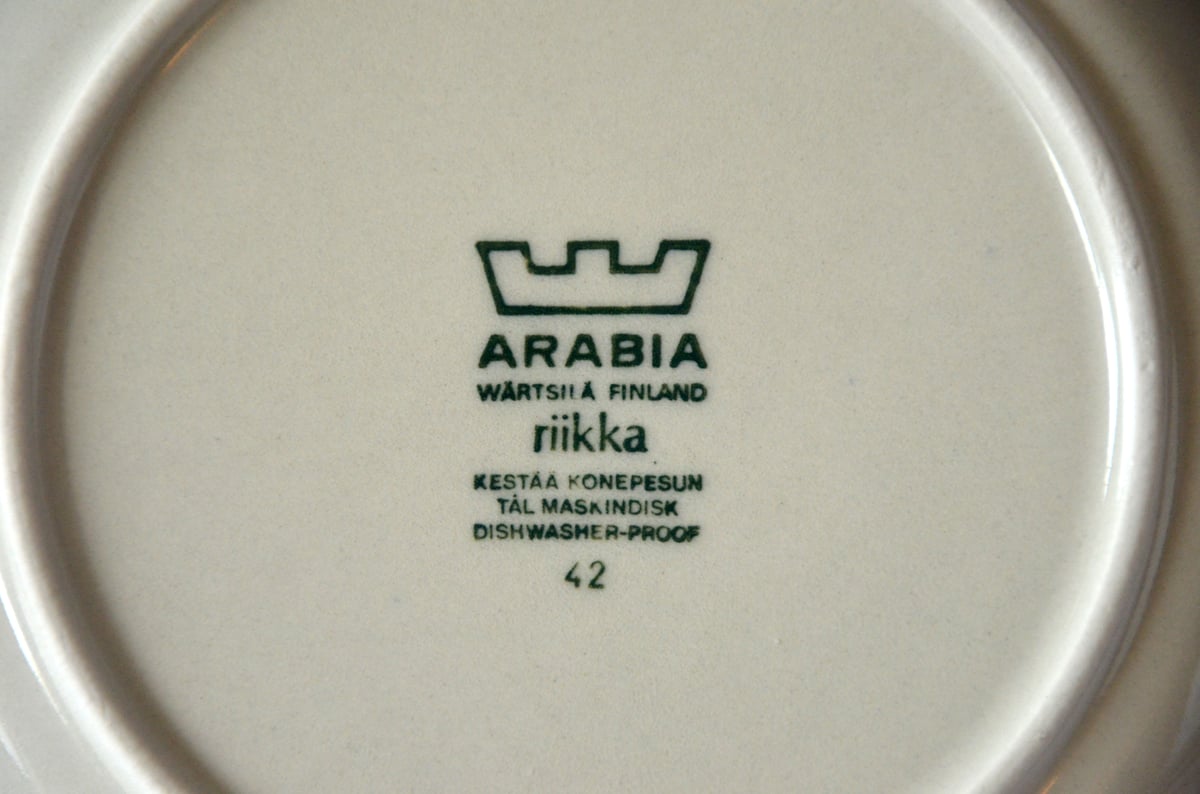 ARABIA
WÄRTSILÄ FINLAND
riikka
KESTÄÄ KONEPESUN
TÅL MASKINDISK
DISHWASHER-PROOF
42